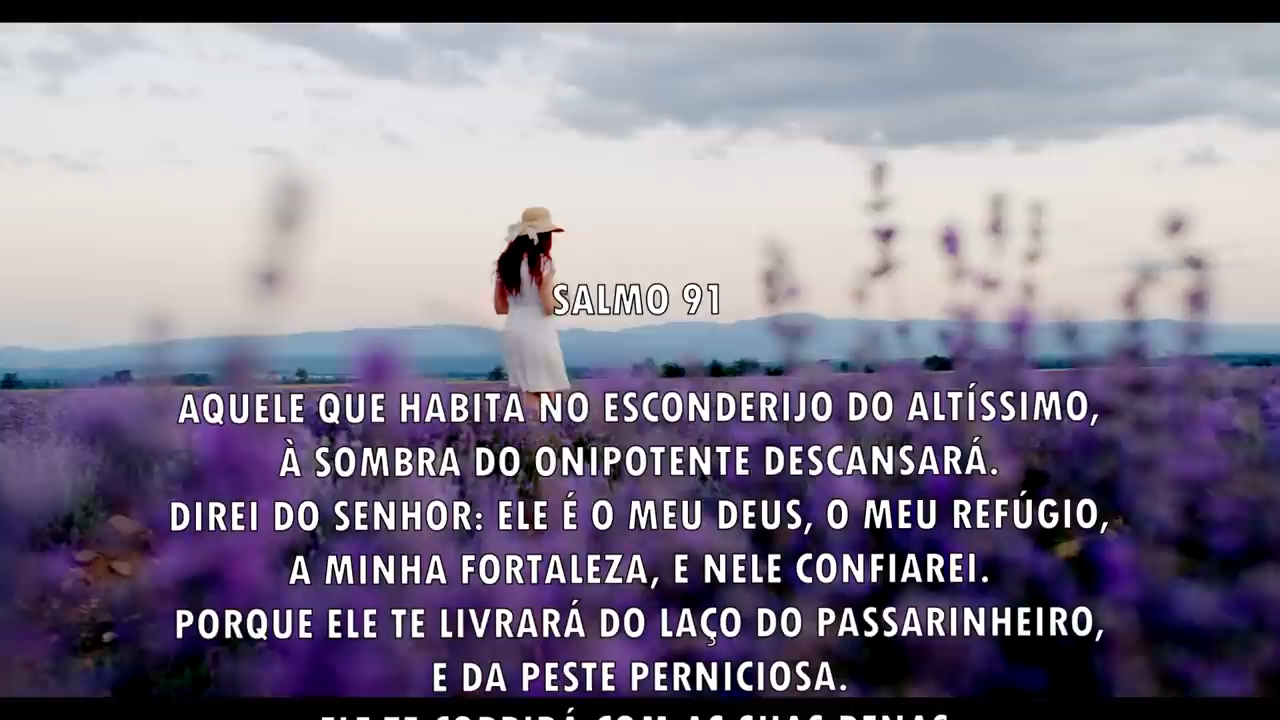 SALMO 91
AQUELE QUE HABITA NO ESCONDERIJO DO ALTÍSSIMO,
À SOMBRA DO ONIPOTENTE DESCANSARÁ.
DIREI DO SENHOR: ELE É O MEU DEUS, O MEU REFÚGIO,
A MINHA FORTALEZA, E NELE CONFIAREI.
PORQUE ELE TE LIVRARÁ DO LAÇO DO PASSARINHEIRO,
E DA PESTE PERNICIOSA.